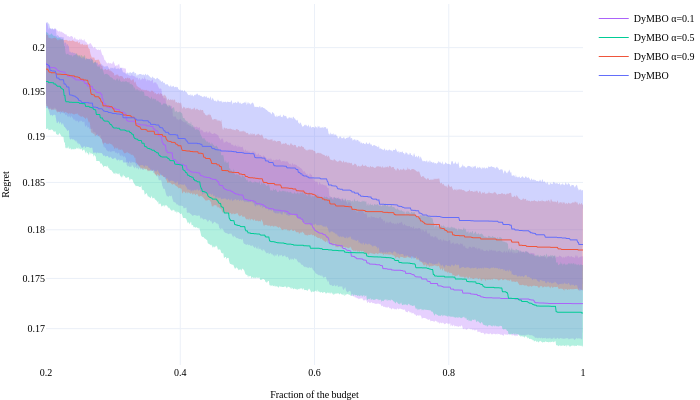 DyMBO α=0.1
DyMBO α=0.5
DyMBO α=0.9
DyMBO
0.2
0.195
0.19
0.185
0.18
0.175
0.17
Regret
0.2
0.4
0.6
0.8
1
Fraction of the budget